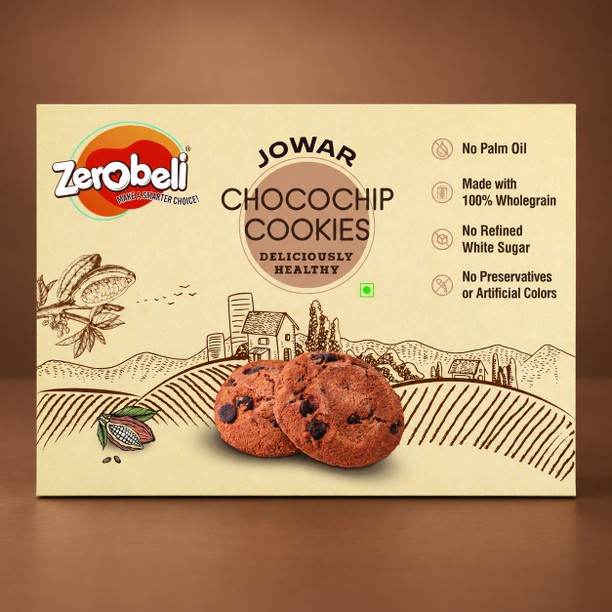 Zerobeli®
MAKE A SMARTER CHOICE!
JOWAR
CHOCOCHIP
COOKIES
DELICIOUSLY
HEALTHY
No Palm Oil
Made with
100% Wholegrain
No Refined
White Sugar
No Preservatives
or Artificial Colors